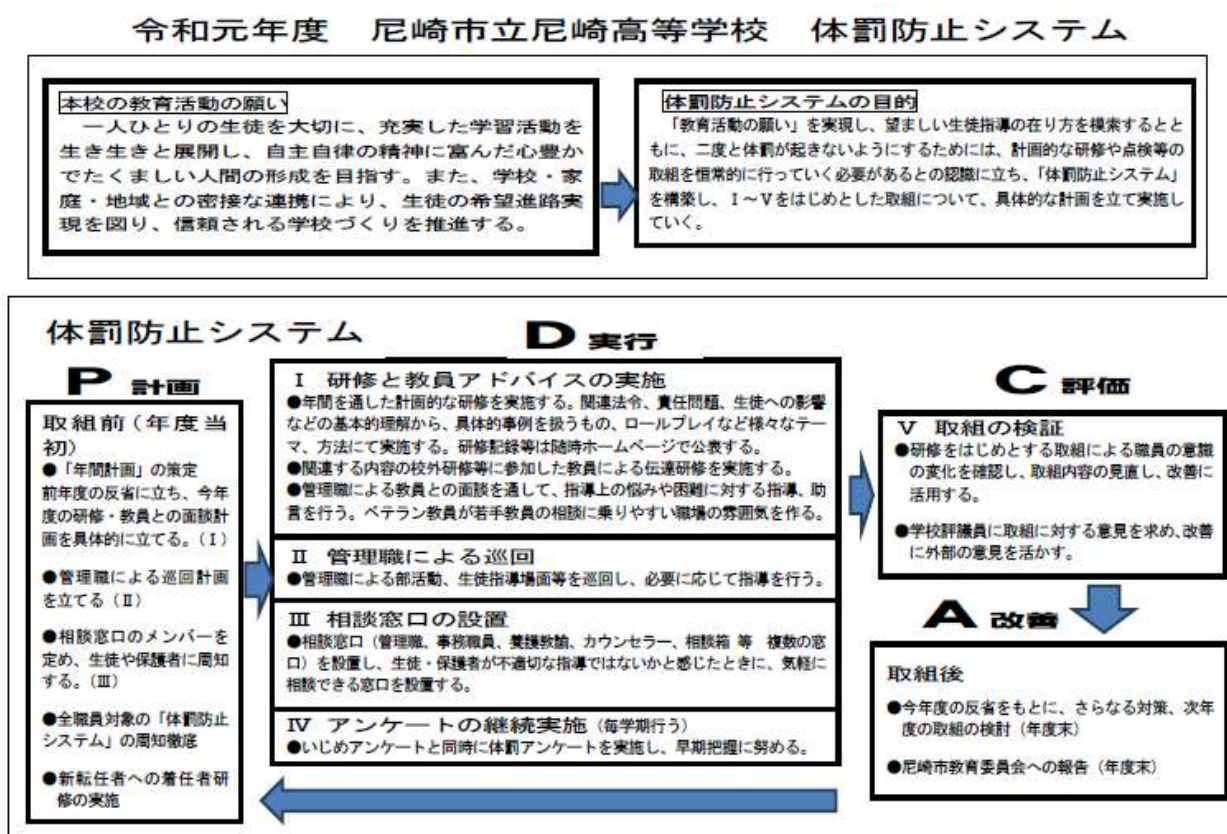 令和元年度　尼崎市立尼崎高等学校　体罰防止システム
本校の教育活動の願い
一人ひとりの生徒を大切に、充実した学習活動を
生き生きと展開し、自主自律の精神に富んだ心豊か
でたくましい人間の形成を目指す。また、学校・家
庭・地域との密接な連携により、生徒の希望進路実
現を図り、信頼される学校づくりを推進する。
体罰防止システムの目的
「教育活動の願い」を実現し、望ましい生徒指導の在り方を模索するとと
もに、二度と体罰が起きないようにするためには、計画的な研修や点検等の
取組を恒常的に行っていく必要があるとの認識に立ち、「体罰防止システム」
を構築し、Ⅰ～Ⅴをはじめとした取組について、具体的な計画を立て実施し
ていく。
体罰防止システム
P 計画
取組前（年度当
初）
●「年間計画」の策定
前年度の反省に立ち、今年
度の研修・教員との面談計
画を具体的に立てる。（Ⅰ）
●管理職による巡回計画
を立てる（Ⅱ）
●相談窓口のメンバーを
定め、生徒や保護者に周知
する。（Ⅲ）
●全職員対象の「体罰防止
システム」の周知徹底
●新転任者への着任者研
修の実施
D 実行
Ⅰ 研修と教員アドバイスの実施
●年間を通した計画的な研修を実施する。関連法令、責任問題、生徒への影響
などの基本的理解から、具体的事例を扱うもの、ロールプレイなど様々なテー
マ、方法にて実施する。研修記録等は随時ホームページで公表する。
●関連する内容の校外研修等に参加した教員による伝達研修を実施する。
●管理職による教員との面談を通して、指導上の悩みや困難に対する指導、助
言を行う。ベテラン教員が若手教員の相談に乗りやすい職場の雰囲気を作る。
Ⅱ 管理職による巡回
●管理職による部活動、生徒指導場面等を巡回し、必要に応じて指導を行う。
Ⅲ 相談窓口の設置
●相談窓口（管理職、事務職員、養護教諭、カウンセラー、相談箱 等　複数の窓
口）を設置し、生徒・保護者が不適切な指導ではないかと感じたときに、気軽に
相談できる窓口を設置する。
Ⅳ アンケートの継続実施（毎学期行う）
●いじめアンケートと同時に体罰アンケートを実施し、早期把握に努める。
C 評価
Ⅴ 取組の検証
●研修をはじめとする取組による職員の意識
の変化を確認し、取組内容の見直し、改善に
活用する。
●学校評議員に取組に対する意見を求め、改善
に外部の意見を活かす。
A 改善
取組後
●今年度の反省をもとに、さらなる対策、次年
度の取組の検討（年度末）
●尼崎市教育委員会への報告（年度末）